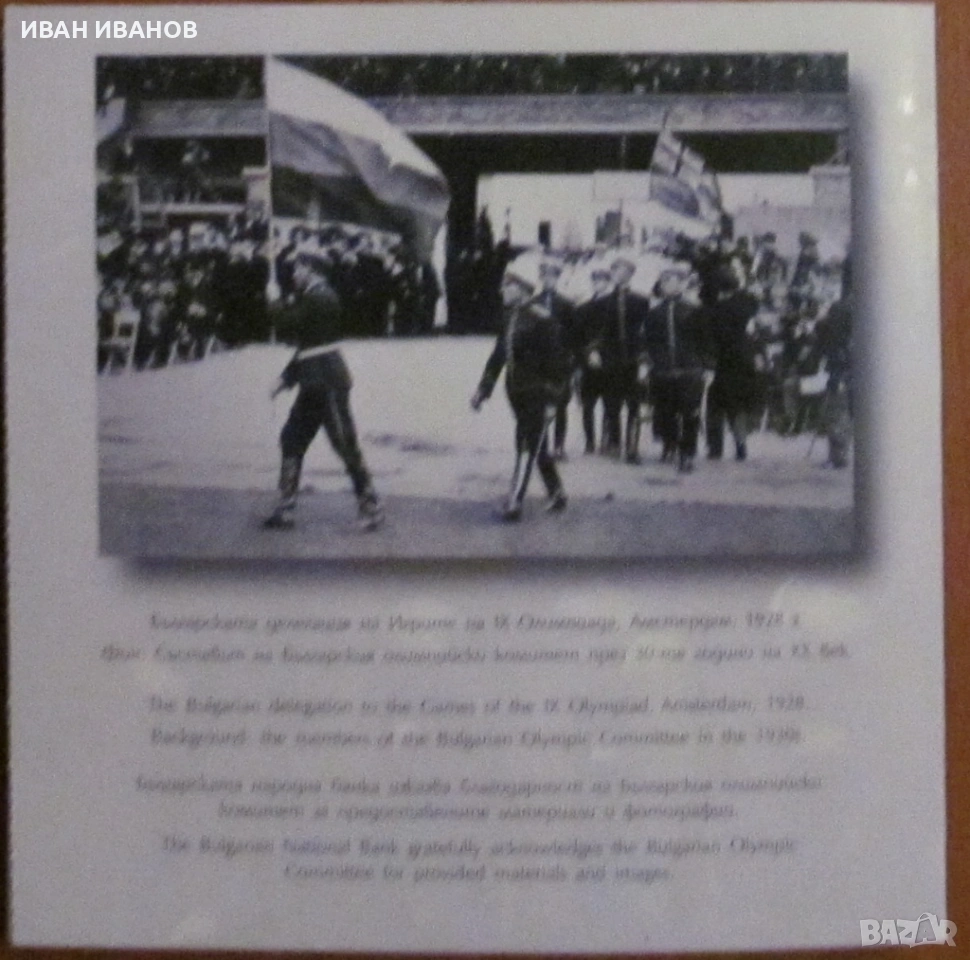 ИВАН ИВАНОВ
Българската делегация на Игрите на IX Олимпиада, Амстердам, 1928 г.
Фон: Съставът на Българския олимпийски комитет през 30-те години на XX век.
The Bulgarian delegation to the Games of the IX Olympiad, Amsterdam, 1928.
Background: the members of the Bulgarian Olympic Committee in the 1930s.
Българската народна банка изказва благодарност на Българския олимпийски
комитет за предоставените материали и фотографии.
The Bulgarian National Bank gratefully acknowledges the Bulgarian Olympic
Committee for provided materials and images.
BAZAR